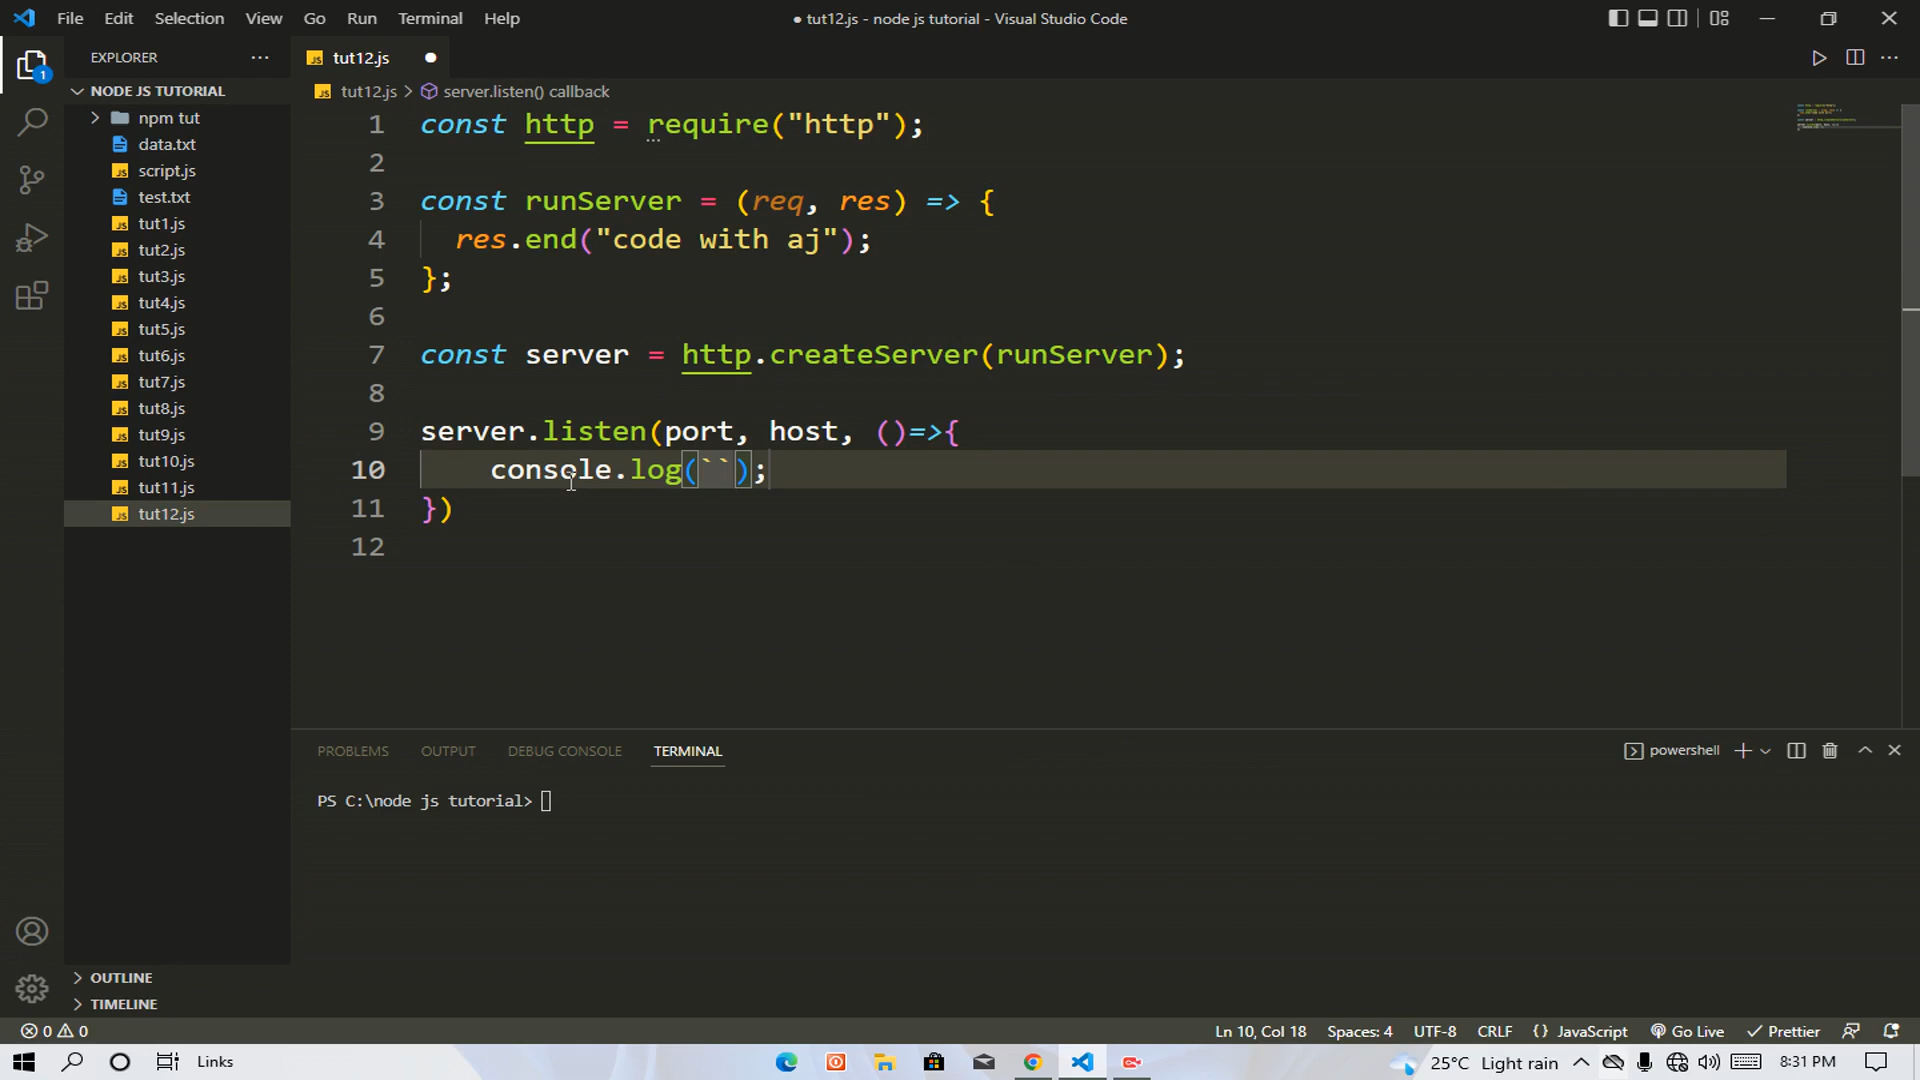 File Edit Selection View Go Run Terminal Help
● tut12.js - node js tutorial - Visual Studio Code
EXPLORER
NODE JS TUTORIAL
npm tut
data.txt
script.js
test.txt
tut1.js
tut2.js
tut3.js
tut4.js
tut5.js
tut6.js
tut7.js
tut8.js
tut9.js
tut10.js
tut11.js
tut12.js
OUTLINE
TIMELINE
1
JS tut12.js
JS tut12.js > server.listen() callback
1 const http = require("http");
2
3 const runServer = (req, res) => {
4 res.end("code with aj");
5 };
6
7 const server = http.createServer(runServer);
8
9 server.listen(port, host, ()=>{
10 console.log(``);
11 })
12
PROBLEMS OUTPUT DEBUG CONSOLE TERMINAL
powershell
PS C:\node js tutorial>
0 0
Ln 10, Col 18 Spaces: 4 UTF-8 CRLF {} JavaScript Go Live Prettier
Links
25°C Light rain
8:31 PM